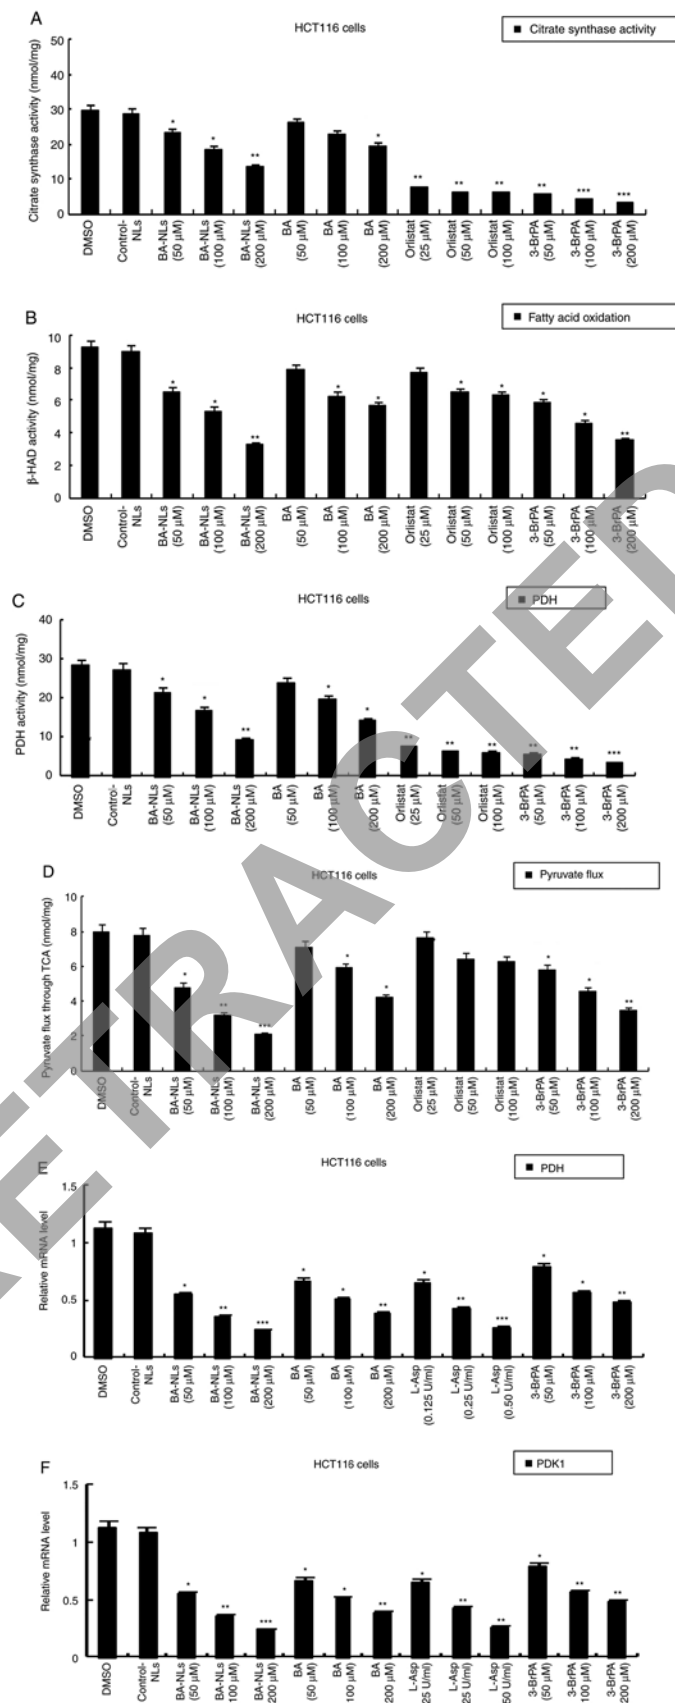 A
HCT116 cells
■ Citrate synthase activity
Citrate synthase activity (nmol/mg)
50
40
30
20
10
0
* * ** * ** ** ** ** *** ***
DMSO
Control-NLs
BA-NLs (50 µM)
BA-NLs (100 µM)
BA-NLs (200 µM)
BA (50 µM)
BA (100 µM)
BA (200 µM)
Orlistat (25 µM)
Orlistat (50 µM)
Orlistat (100 µM)
3-BrPA (50 µM)
3-BrPA (100 µM)
3-BrPA (200 µM)
B
HCT116 cells
■ Fatty acid oxidation
β-HAD activity (nmol/mg)
10
8
6
4
2
0
* * ** * * * * * * **
DMSO
Control-NLs
BA-NLs (50 µM)
BA-NLs (100 µM)
BA-NLs (200 µM)
BA (50 µM)
BA (100 µM)
BA (200 µM)
Orlistat (25 µM)
Orlistat (50 µM)
Orlistat (100 µM)
3-BrPA (50 µM)
3-BrPA (100 µM)
3-BrPA (200 µM)
C
HCT116 cells
■ PDH
PDH activity (nmol/mg)
40
30
20
10
0
* * ** * * ** ** ** ** ** ***
DMSO
Control-NLs
BA-NLs (50 µM)
BA-NLs (100 µM)
BA-NLs (200 µM)
BA (50 µM)
BA (100 µM)
BA (200 µM)
Orlistat (25 µM)
Orlistat (50 µM)
Orlistat (100 µM)
3-BrPA (50 µM)
3-BrPA (100 µM)
3-BrPA (200 µM)
D
HCT116 cells
■ Pyruvate flux
Pyruvate flux through TCA (nmol/mg)
10
8
6
4
2
0
* ** *** * * * * **
DMSO
Control-NLs
BA-NLs (50 µM)
BA-NLs (100 µM)
BA-NLs (200 µM)
BA (50 µM)
BA (100 µM)
BA (200 µM)
Orlistat (25 µM)
Orlistat (50 µM)
Orlistat (100 µM)
3-BrPA (50 µM)
3-BrPA (100 µM)
3-BrPA (200 µM)
E
HCT116 cells
■ PDH
Relative mRNA level
1.5
1
0.5
0
* ** *** * * ** * ** *** * * **
DMSO
Control-NLs
BA-NLs (50 µM)
BA-NLs (100 µM)
BA-NLs (200 µM)
BA (50 µM)
BA (100 µM)
BA (200 µM)
L-Asp (0.125 U/ml)
L-Asp (0.25 U/ml)
L-Asp (0.50 U/ml)
3-BrPA (50 µM)
3-BrPA (100 µM)
3-BrPA (200 µM)
F
HCT116 cells
■ PDK1
Relative mRNA level
1.5
1
0.5
0
* ** *** * * ** * ** ** * ** **
DMSO
Control-NLs
BA-NLs (50 µM)
BA-NLs 100 µM)
BA-NLs 200 µM)
BA (50 µM)
BA 100 µM)
BA 200 µM)
L-Asp 25 U/ml)
L-Asp 25 U/ml)
L-Asp 50 U/ml)
3-BrPA (50 µM)
3-BrPA 100 µM)
3-BrPA 200 µM)
RETRACTED